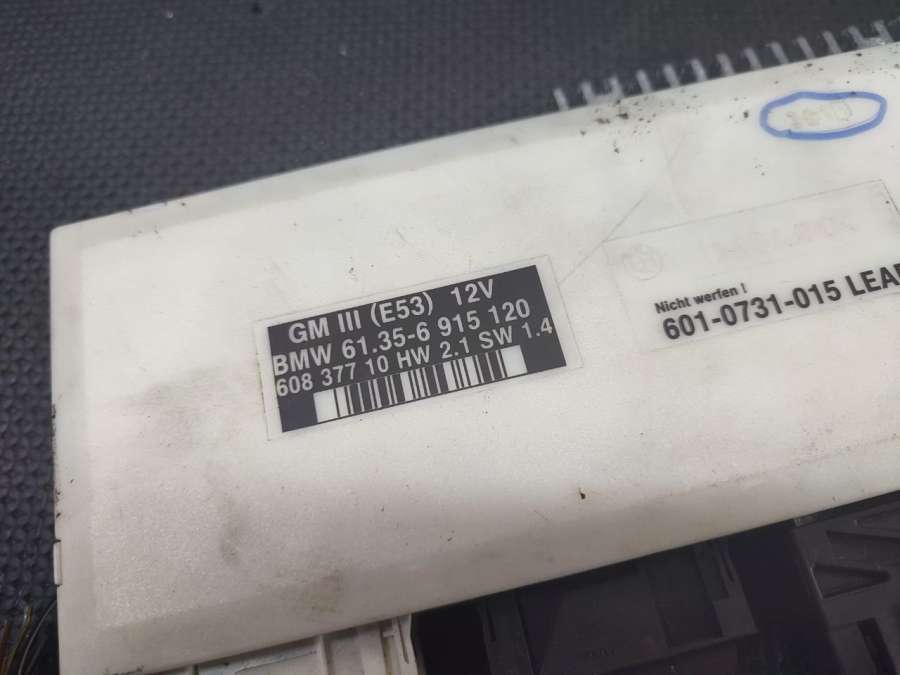 GM III (E53) 12V
BMW 61.35-6 915 120
608 377 10 HW 2.1 SW 1.4
Nicht werfen !
601-0731-015 LEAR